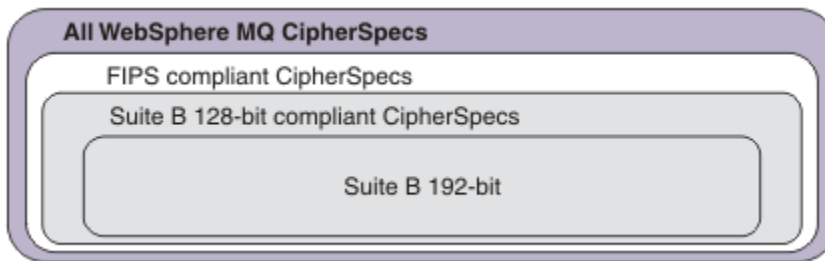 All WebSphere MQ CipherSpecs
FIPS compliant CipherSpecs
Suite B 128-bit compliant CipherSpecs
Suite B 192-bit